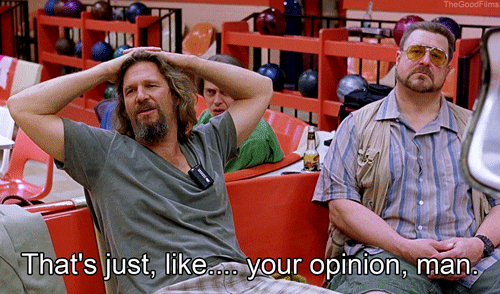 TheGoodFilms
That's just, like.... your opinion, man.